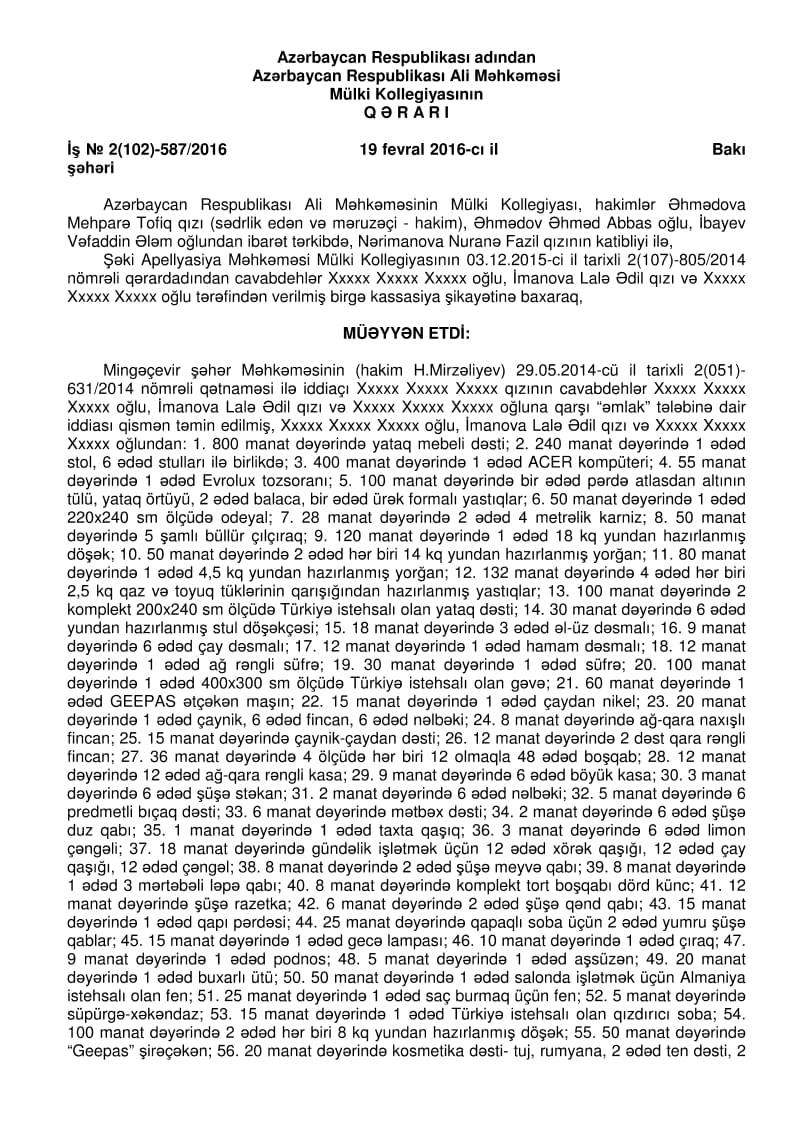 Azərbaycan Respublikası adından
Azərbaycan Respublikası Ali Məhkəməsi
Mülki Kollegiyasının
Q Ə R A R I
İş № 2(102)-587/2016 19 fevral 2016-cı il Bakı
şəhəri
Azərbaycan Respublikası Ali Məhkəməsinin Mülki Kollegiyası, hakimlər Əhmədova
Mehparə Tofiq qızı (sədrlik edən və məruzəçi - hakim), Əhmədov Əhməd Abbas oğlu, İbayev
Vəfaddin Ələm oğlundan ibarət tərkibdə, Nərimanova Nuranə Fazil qızının katibliyi ilə,
Şəki Apellyasiya Məhkəməsi Mülki Kollegiyasının 03.12.2015-ci il tarixli 2(107)-805/2014
nömrəli qərardadından cavabdehlər Xxxxx Xxxxx Xxxxx oğlu, İmanova Lalə Ədil qızı və Xxxxx
Xxxxx Xxxxx oğlu tərəfindən verilmiş birgə kassasiya şikayətinə baxaraq,
MÜƏYYƏN ETDİ:
Mingəçevir şəhər Məhkəməsinin (hakim H.Mirzəliyev) 29.05.2014-cü il tarixli 2(051)-
631/2014 nömrəli qətnaməsi ilə iddiaçı Xxxxx Xxxxx Xxxxx qızının cavabdehlər Xxxxx Xxxxx
Xxxxx oğlu, İmanova Lalə Ədil qızı və Xxxxx Xxxxx Xxxxx oğluna qarşı “əmlak” tələbinə dair
iddiası qismən təmin edilmiş, Xxxxx Xxxxx Xxxxx oğlu, İmanova Lalə Ədil qızı və Xxxxx Xxxxx
Xxxxx oğlundan: 1. 800 manat dəyərində yataq mebeli dəsti; 2. 240 manat dəyərində 1 ədəd
stol, 6 ədəd stulları ilə birlikdə; 3. 400 manat dəyərində 1 ədəd ACER kompüteri; 4. 55 manat
dəyərində 1 ədəd Evrolux tozsoranı; 5. 100 manat dəyərində bir ədəd pərdə atlasdan altının
tülü, yataq örtüyü, 2 ədəd balaca, bir ədəd ürək formalı yastıqlar; 6. 50 manat dəyərində 1 ədəd
220x240 sm ölçüdə odeyal; 7. 28 manat dəyərində 2 ədəd 4 metrəlik karniz; 8. 50 manat
dəyərində 5 şamlı büllür çılçıraq; 9. 120 manat dəyərində 1 ədəd 18 kq yundan hazırlanmış
döşək; 10. 50 manat dəyərində 2 ədəd hər biri 14 kq yundan hazırlanmış yorğan; 11. 80 manat
dəyərində 1 ədəd 4,5 kq yundan hazırlanmış yorğan; 12. 132 manat dəyərində 4 ədəd hər biri
2,5 kq qaz və toyuq tüklərinin qarışığından hazırlanmış yastıqlar; 13. 100 manat dəyərində 2
komplekt 200x240 sm ölçüdə Türkiyə istehsalı olan yataq dəsti; 14. 30 manat dəyərində 6 ədəd
yundan hazırlanmış stul döşəkçəsi; 15. 18 manat dəyərində 3 ədəd əl-üz dəsmalı; 16. 9 manat
dəyərində 6 ədəd çay dəsmalı; 17. 12 manat dəyərində 1 ədəd hamam dəsmalı; 18. 12 manat
dəyərində 1 ədəd ağ rəngli süfrə; 19. 30 manat dəyərində 1 ədəd süfrə; 20. 100 manat
dəyərində 1 ədəd 400x300 sm ölçüdə Türkiyə istehsalı olan gəvə; 21. 60 manat dəyərində 1
ədəd GEEPAS ətçəkən maşın; 22. 15 manat dəyərində 1 ədəd çaydan nikel; 23. 20 manat
dəyərində 1 ədəd çaynik, 6 ədəd fincan, 6 ədəd nəlbəki; 24. 8 manat dəyərində ağ-qara naxışlı
fincan; 25. 15 manat dəyərində çaynik-çaydan dəsti; 26. 12 manat dəyərində 2 dəst qara rəngli
fincan; 27. 36 manat dəyərində 4 ölçüdə hər biri 12 olmaqla 48 ədəd boşqab; 28. 12 manat
dəyərində 12 ədəd ağ-qara rəngli kasa; 29. 9 manat dəyərində 6 ədəd böyük kasa; 30. 3 manat
dəyərində 6 ədəd şüşə stəkan; 31. 2 manat dəyərində 6 ədəd nəlbəki; 32. 5 manat dəyərində 6
predmetli bıçaq dəsti; 33. 6 manat dəyərində mətbəx dəsti; 34. 2 manat dəyərində 6 ədəd şüşə
duz qabı; 35. 1 manat dəyərində 1 ədəd taxta qaşıq; 36. 3 manat dəyərində 6 ədəd limon
çəngəli; 37. 18 manat dəyərində gündəlik işlətmək üçün 12 ədəd xörək qaşığı, 12 ədəd çay
qaşığı, 12 ədəd çəngəl; 38. 8 manat dəyərində 2 ədəd şüşə meyvə qabı; 39. 8 manat dəyərində
1 ədəd 3 mərtəbəli ləpə qabı; 40. 8 manat dəyərində komplekt tort boşqabı dörd künc; 41. 12
manat dəyərində şüşə razetka; 42. 6 manat dəyərində 2 ədəd şüşə qənd qabı; 43. 15 manat
dəyərində 1 ədəd qapı pərdəsi; 44. 25 manat dəyərində qapaqlı soba üçün 2 ədəd yumru şüşə
qablar; 45. 15 manat dəyərində 1 ədəd gecə lampası; 46. 10 manat dəyərində 1 ədəd çıraq; 47.
9 manat dəyərində 1 ədəd podnos; 48. 5 manat dəyərində 1 ədəd aşsüzən; 49. 20 manat
dəyərində 1 ədəd buxarlı ütü; 50. 50 manat dəyərində 1 ədəd salonda işlətmək üçün Almaniya
istehsalı olan fen; 51. 25 manat dəyərində 1 ədəd saç burmaq üçün fen; 52. 5 manat dəyərində
süpürgə-xəkəndaz; 53. 15 manat dəyərində 1 ədəd Türkiyə istehsalı olan qızdırıcı soba; 54.
100 manat dəyərində 2 ədəd hər biri 8 kq yundan hazırlanmış döşək; 55. 50 manat dəyərində
“Geepas” şirəçəkən; 56. 20 manat dəyərində kosmetika dəsti- tuj, rumyana, 2 ədəd ten dəsti, 2